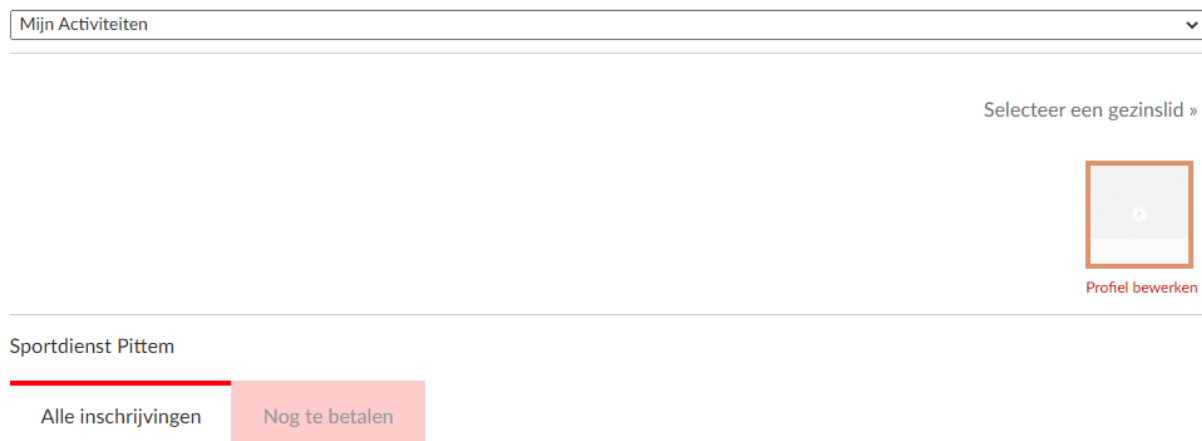 Mijn Activiteiten
Selecteer een gezinslid »
Profiel bewerken
Sportdienst Pittem
Alle inschrijvingen
Nog te betalen